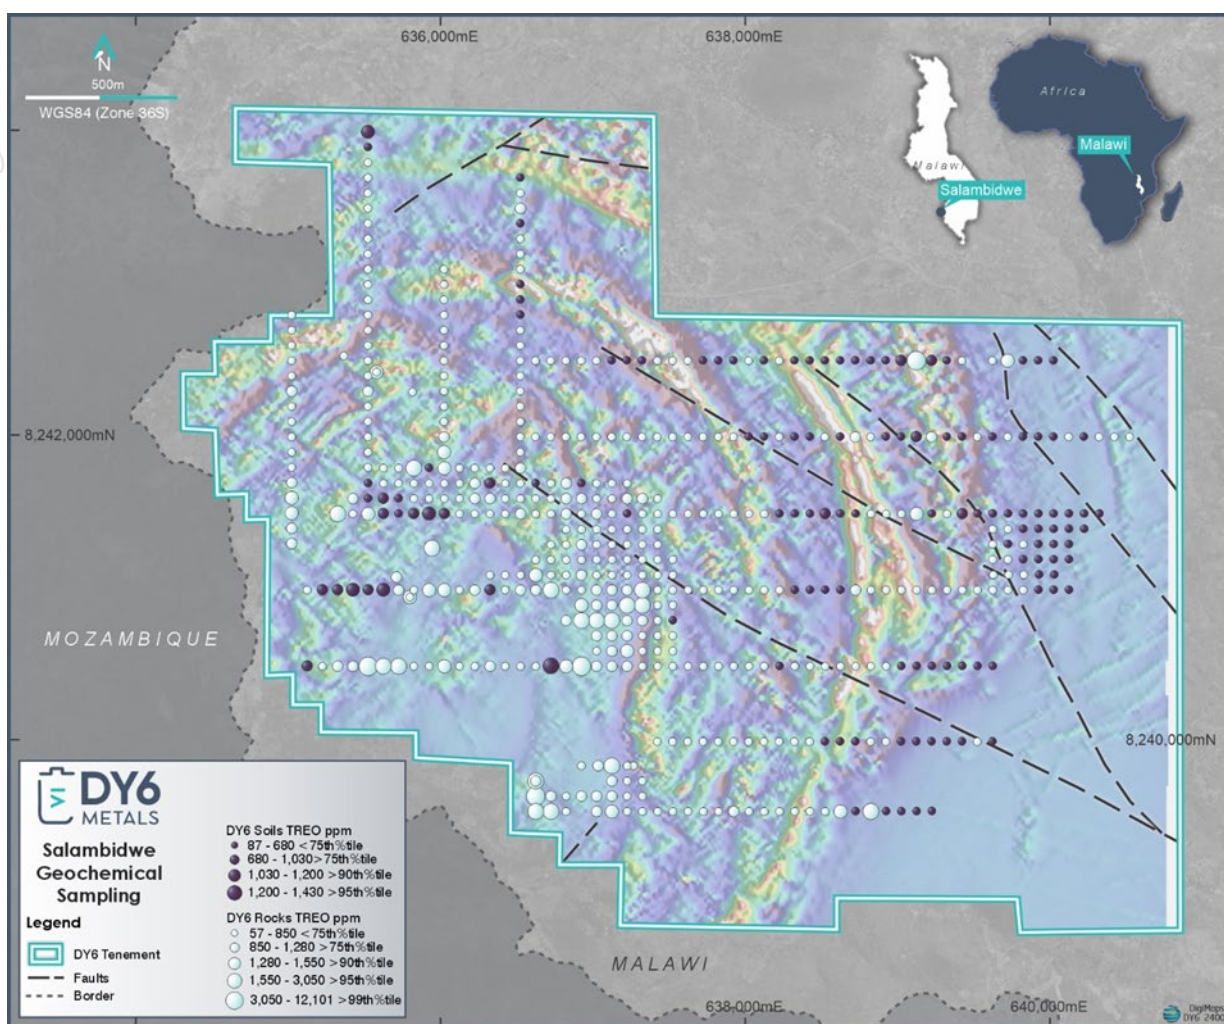 636,000mE
638,000mE
N
500m
WGS84 (Zone 36S)
Africa
Malawi
Malawi
Salambidwe
8,242,000mN
MOZAMBIQUE
8,240,000mN
DY6
METALS
Salambidwe
Geochemical
Sampling
Legend
DY6 Tenement
Faults
Border
DY6 Soils TREO ppm
87 - 680 <75th%tile
680 - 1,030>75th%tile
1,030 - 1,200 >90th%tile
1,200 - 1,430 >95th%tile
DY6 Rocks TREO ppm
57 - 850 <75th%tile
850 - 1,280 >75th%tile
1,280 - 1,550 >90th%tile
1,550 - 3,050 >95th%tile
3,050 - 12,101 >99th%tile
MALAWI
638,000mE
640,000mE
DigiMaps
DY6 2400